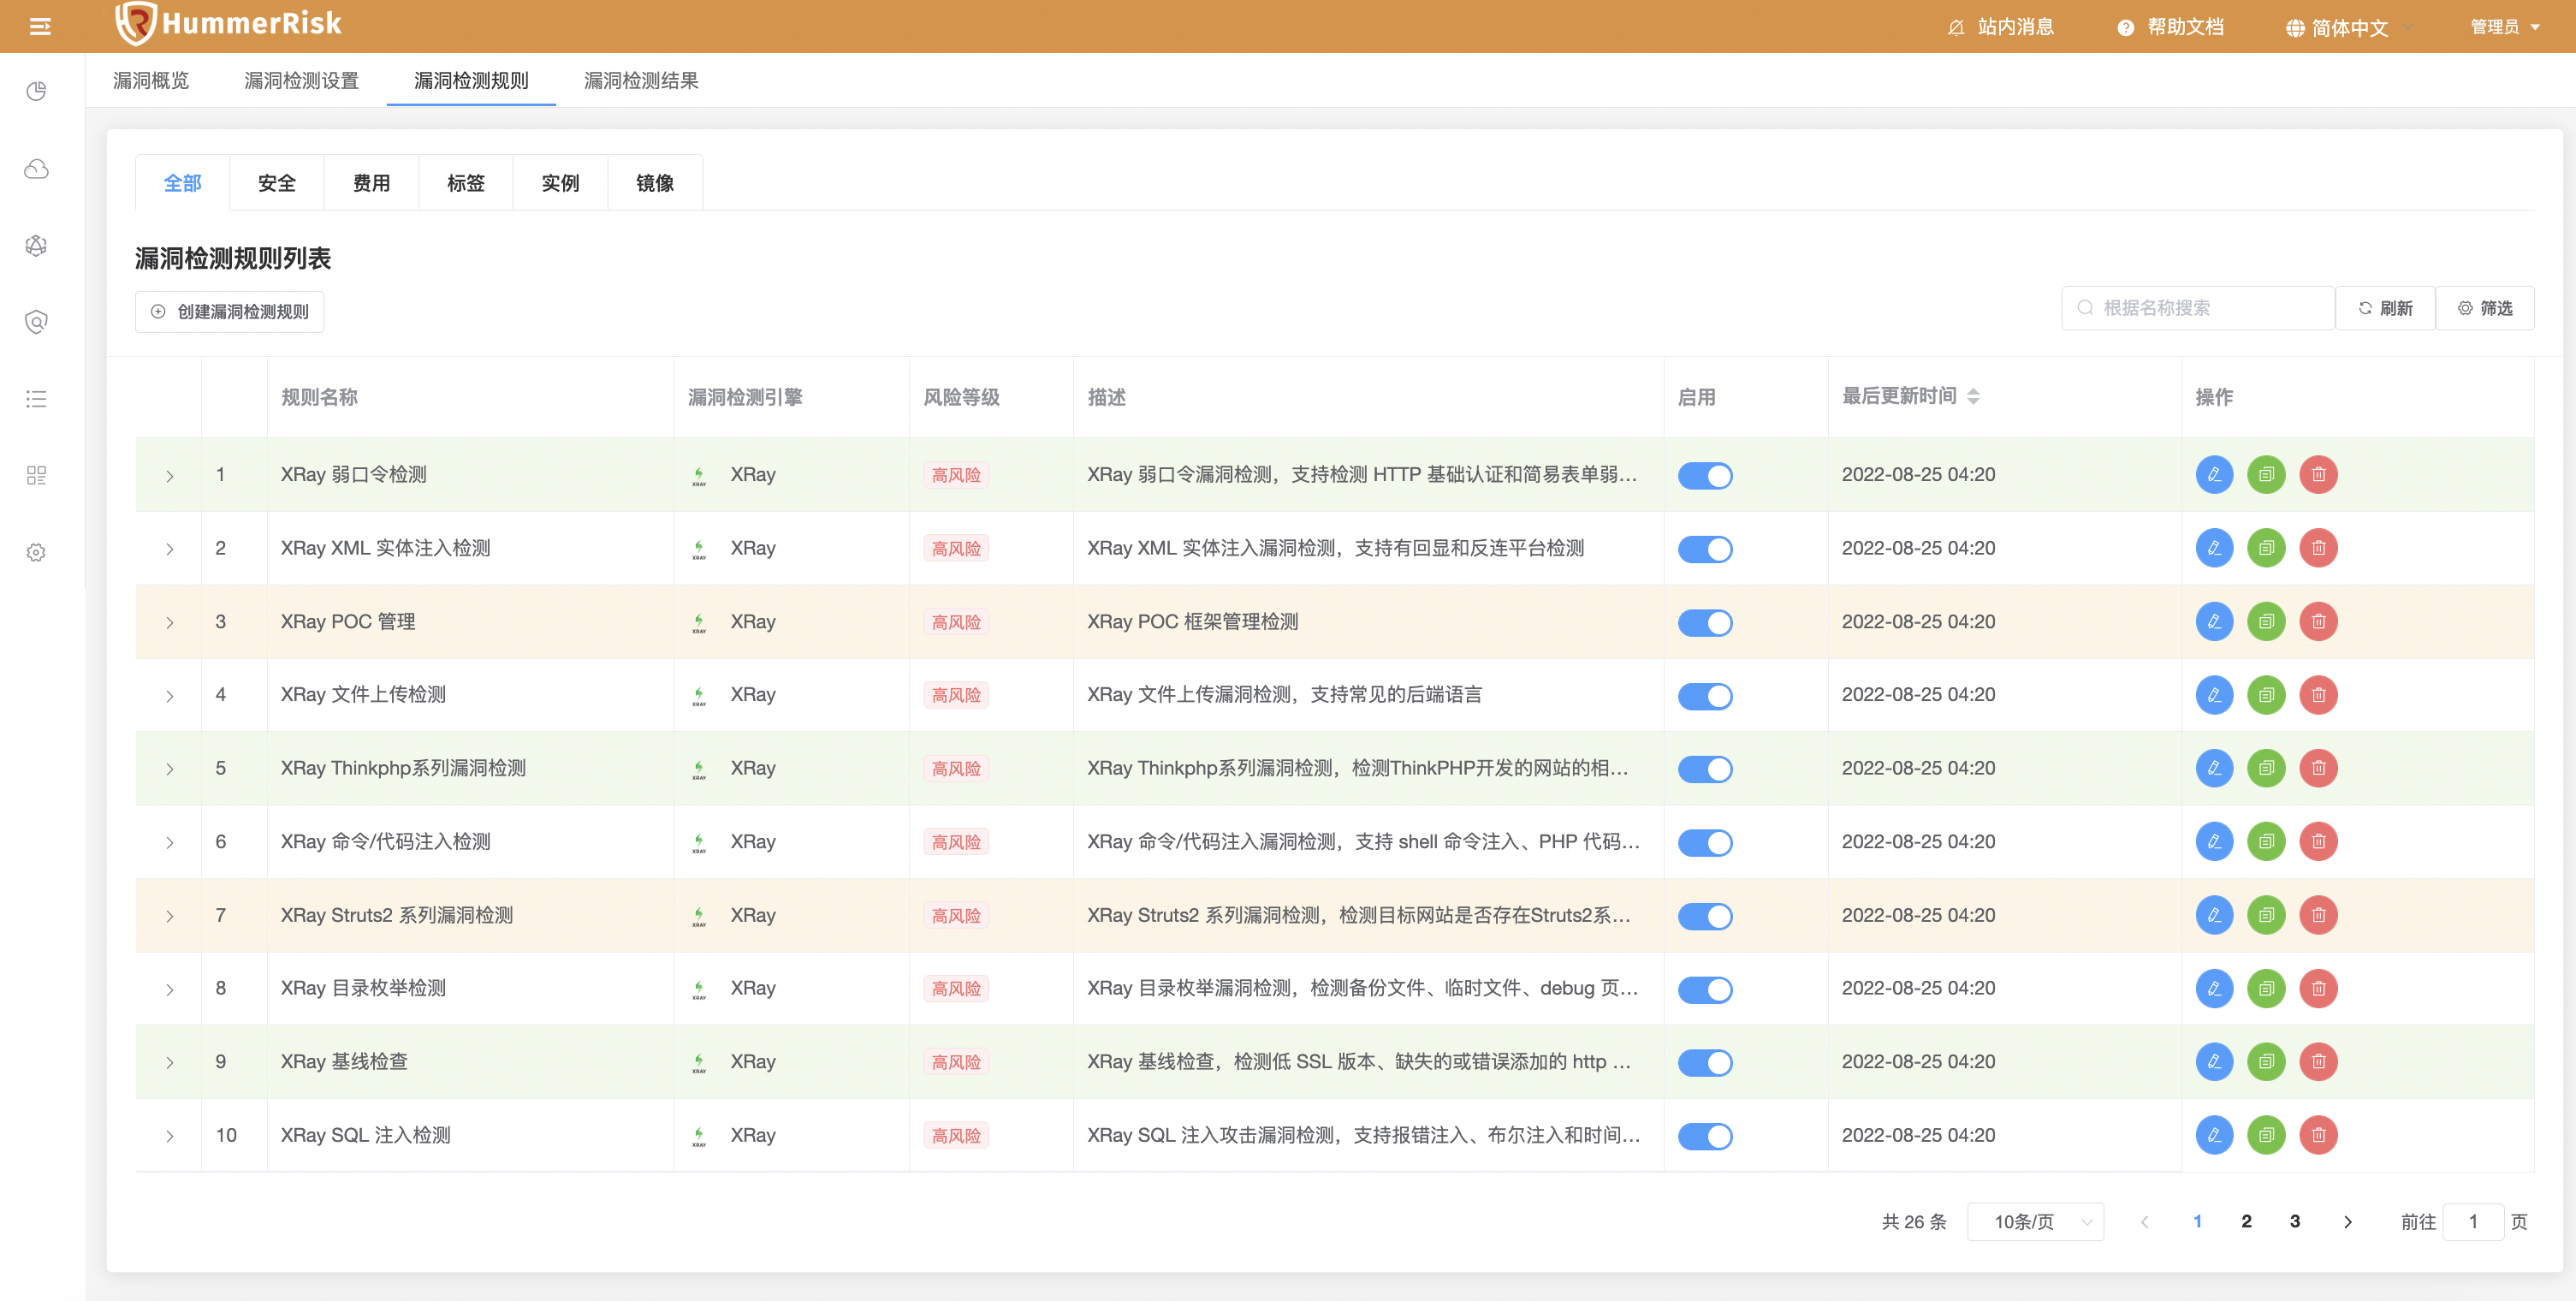 HummerRisk
站内消息
帮助文档
简体中文
管理员
漏洞概览 漏洞检测设置 漏洞检测规则 漏洞检测结果
全部 安全 费用 标签 实例 镜像
漏洞检测规则列表
创建漏洞检测规则
根据名称搜索 刷新 筛选
规则名称 漏洞检测引擎 风险等级 描述 启用 最后更新时间 操作
1 XRay 弱口令检测 XRAY XRay 高风险 XRay 弱口令漏洞检测，支持检测 HTTP 基础认证和简易表单弱... 2022-08-25 04:20
2 XRay XML 实体注入检测 XRAY XRay 高风险 XRay XML 实体注入漏洞检测，支持有回显和反连平台检测 2022-08-25 04:20
3 XRay POC 管理 XRAY XRay 高风险 XRay POC 框架管理检测 2022-08-25 04:20
4 XRay 文件上传检测 XRAY XRay 高风险 XRay 文件上传漏洞检测，支持常见的后端语言 2022-08-25 04:20
5 XRay Thinkphp系列漏洞检测 XRAY XRay 高风险 XRay Thinkphp系列漏洞检测，检测ThinkPHP开发的网站的相... 2022-08-25 04:20
6 XRay 命令/代码注入检测 XRAY XRay 高风险 XRay 命令/代码注入漏洞检测，支持 shell 命令注入、PHP 代码... 2022-08-25 04:20
7 XRay Struts2 系列漏洞检测 XRAY XRay 高风险 XRay Struts2 系列漏洞检测，检测目标网站是否存在Struts2系... 2022-08-25 04:20
8 XRay 目录枚举检测 XRAY XRay 高风险 XRay 目录枚举漏洞检测，检测备份文件、临时文件、debug 页... 2022-08-25 04:20
9 XRay 基线检查 XRAY XRay 高风险 XRay 基线检查，检测低 SSL 版本、缺失的或错误添加的 http ... 2022-08-25 04:20
10 XRay SQL 注入检测 XRAY XRay 高风险 XRay SQL 注入攻击漏洞检测，支持报错注入、布尔注入和时间... 2022-08-25 04:20
共 26 条 10条/页 1 2 3 前往 1 页